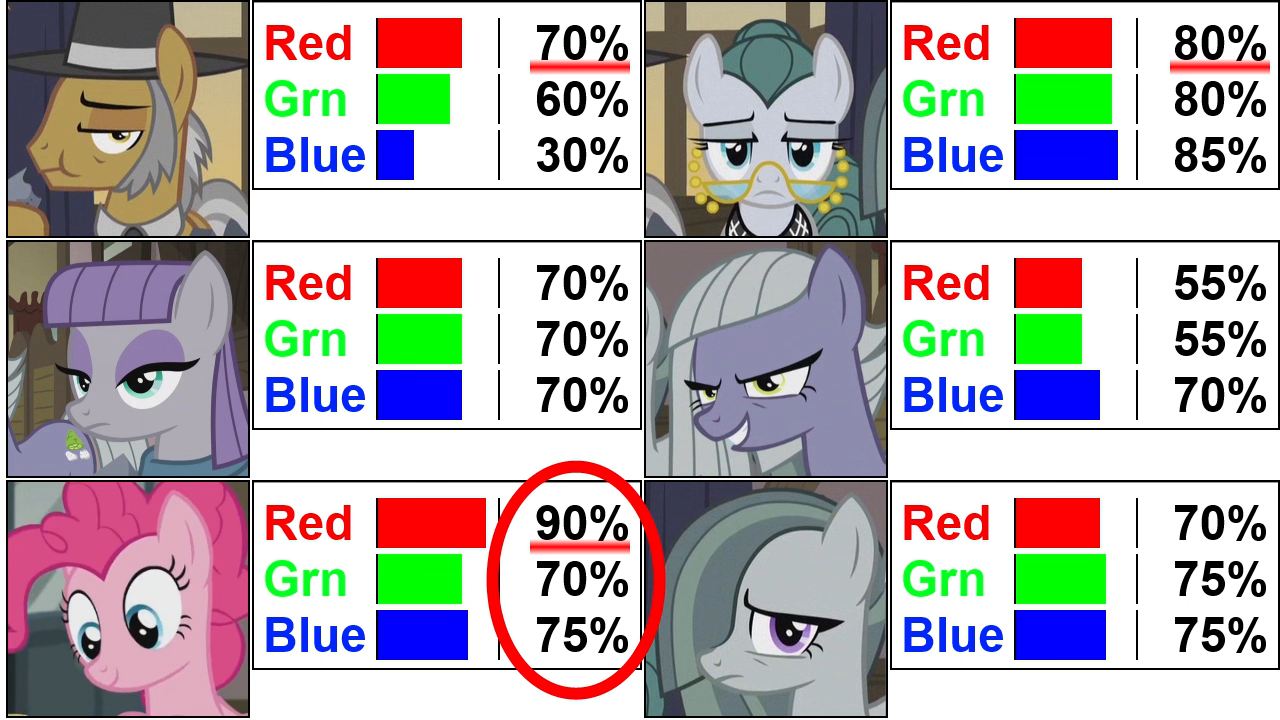 Red 70%
Grn 60%
Blue 30%
Red 80%
Grn 80%
Blue 85%
Red 70%
Grn 70%
Blue 70%
Red 55%
Grn 55%
Blue 70%
Red 90%
Grn 70%
Blue 75%
Red 70%
Grn 75%
Blue 75%